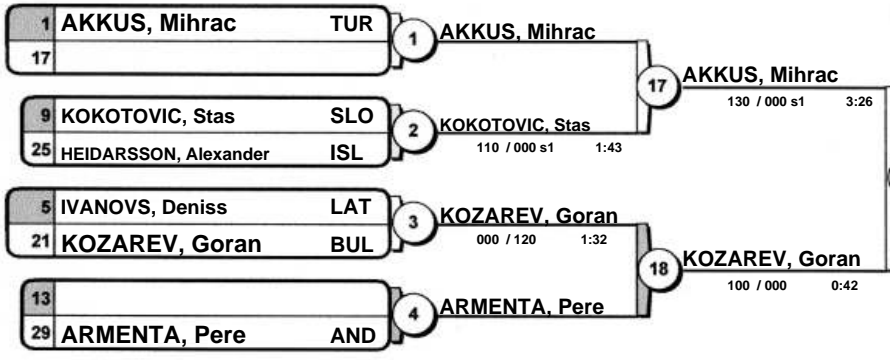 1 AKKUS, Mihrac TUR
17
1
AKKUS, Mihrac
9 KOKOTOVIC, Stas SLO
25 HEIDARSSON, Alexander ISL
2
KOKOTOVIC, Stas
110 / 000 s1 1:43
17
AKKUS, Mihrac
130 / 000 s1 3:26
5 IVANOVS, Deniss LAT
21 KOZAREV, Goran BUL
3
KOZAREV, Goran
000 / 120 1:32
13
29 ARMENTA, Pere AND
4
ARMENTA, Pere
18
KOZAREV, Goran
100 / 000 0:42